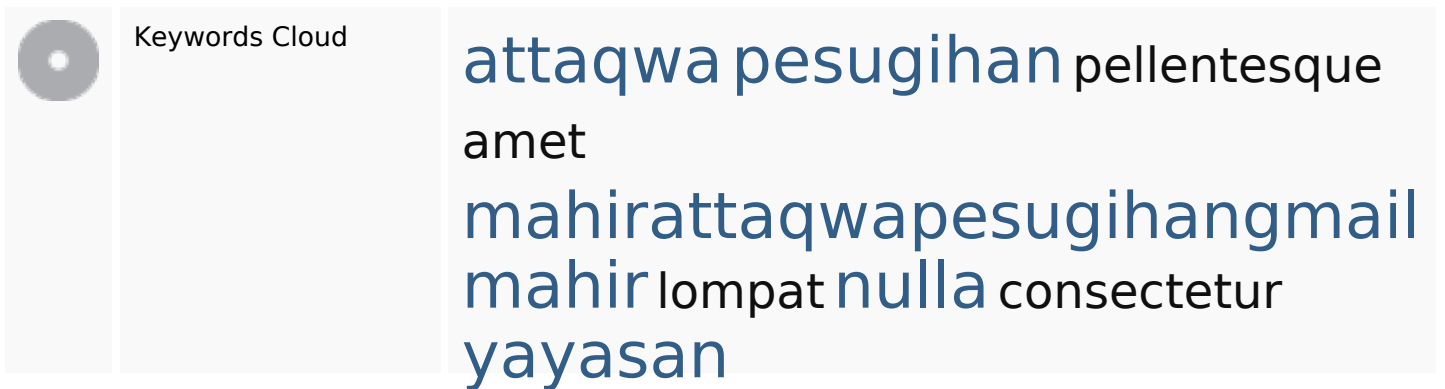 Keywords Cloud
attaqwa pesugihan pellentesque
amet
mahirattaqwapesugihangmail
mahir lompat nulla consectetur
yayasan